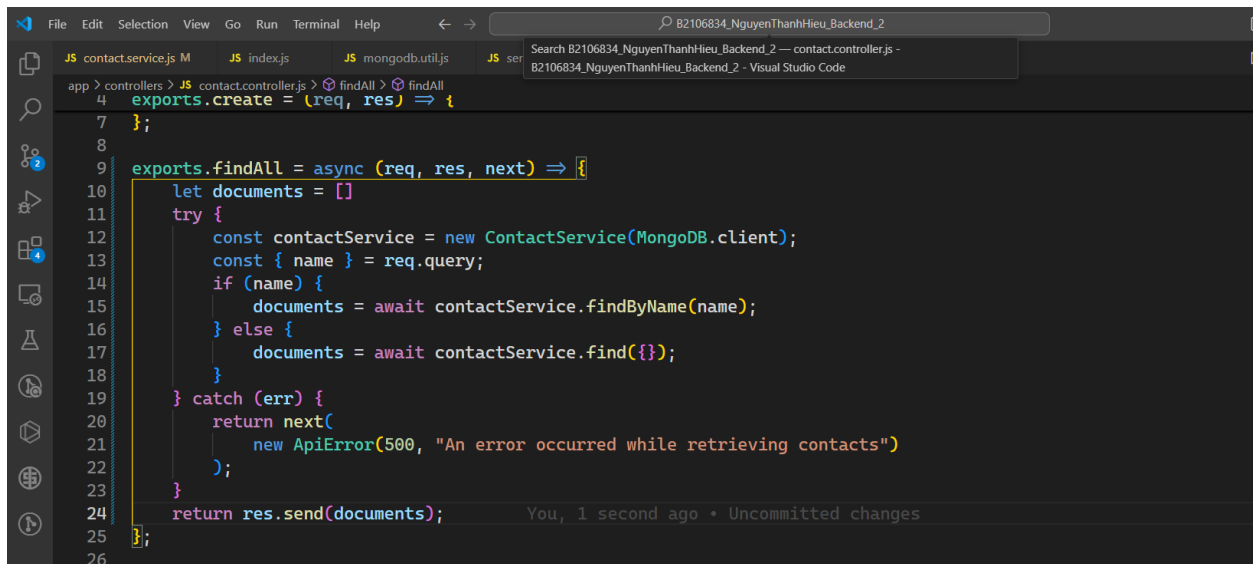 File Edit Selection View Go Run Terminal Help ← → B2106834_NguyenThanhHieu_Backend_2
Search B2106834_NguyenThanhHieu_Backend_2 — contact.controller.js -
B2106834_NguyenThanhHieu_Backend_2 - Visual Studio Code
JS contact.service.js M JS index.js JS mongodb.util.js JS ser
app > controllers > JS contact.controller.js > findAll > findAll
4 exports.create = (req, res) ⇒ {
7 };
8
9 exports.findAll = async (req, res, next) ⇒ {
10 let documents = []
11 try {
12 const contactService = new ContactService(MongoDB.client);
13 const { name } = req.query;
14 if (name) {
15 documents = await contactService.findByName(name);
16 } else {
17 documents = await contactService.find({});
18 }
19 } catch (err) {
20 return next(
21 new ApiError(500, "An error occurred while retrieving contacts")
22 );
23 }
24 return res.send(documents); You, 1 second ago • Uncommitted changes
25 };
26
2
4